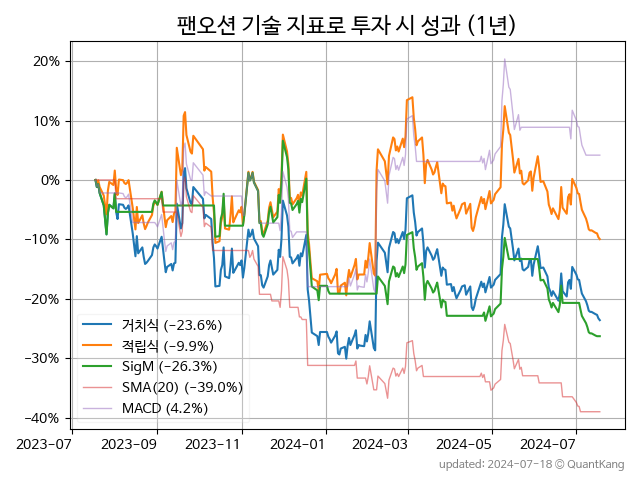 팬오션 기술 지표로 투자 시 성과 (1년)
20%
10%
0%
−10%
−20%
−30%
−40%
거치식 (−23.6%)
적립식 (−9.9%)
SigM (−26.3%)
SMA(20) (−39.0%)
MACD (4.2%)
2023-07 2023-09 2023-11 2024-01 2024-03 2024-05 2024-07
updated: 2024-07-18 ⓒ QuantKang